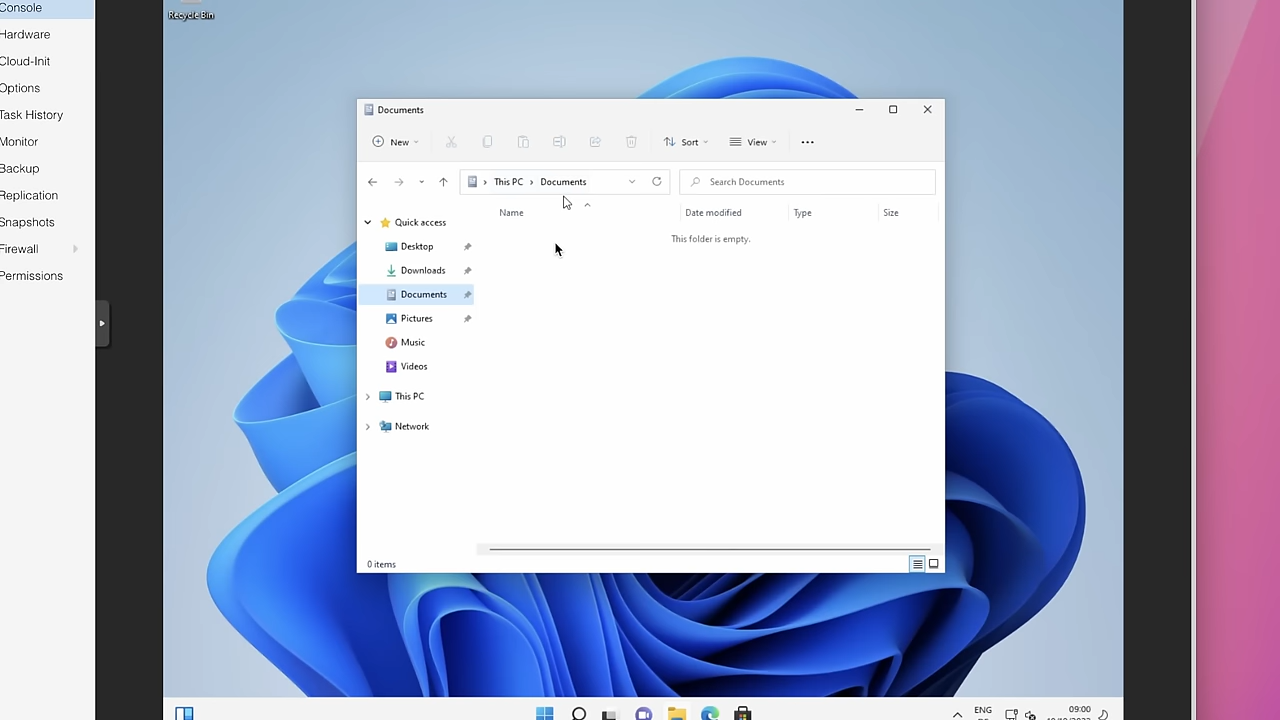 Console
Hardware
Cloud-Init
Options
Task History
Monitor
Backup
Replication
Snapshots
Firewall
Permissions
Recycle Bin
Documents
New
Sort
View
This PC
Documents
Search Documents
Name
Date modified
Type
Size
This folder is empty.
Quick access
Desktop
Downloads
Documents
Pictures
Music
Videos
This PC
Network
0 items
ENG
09:00